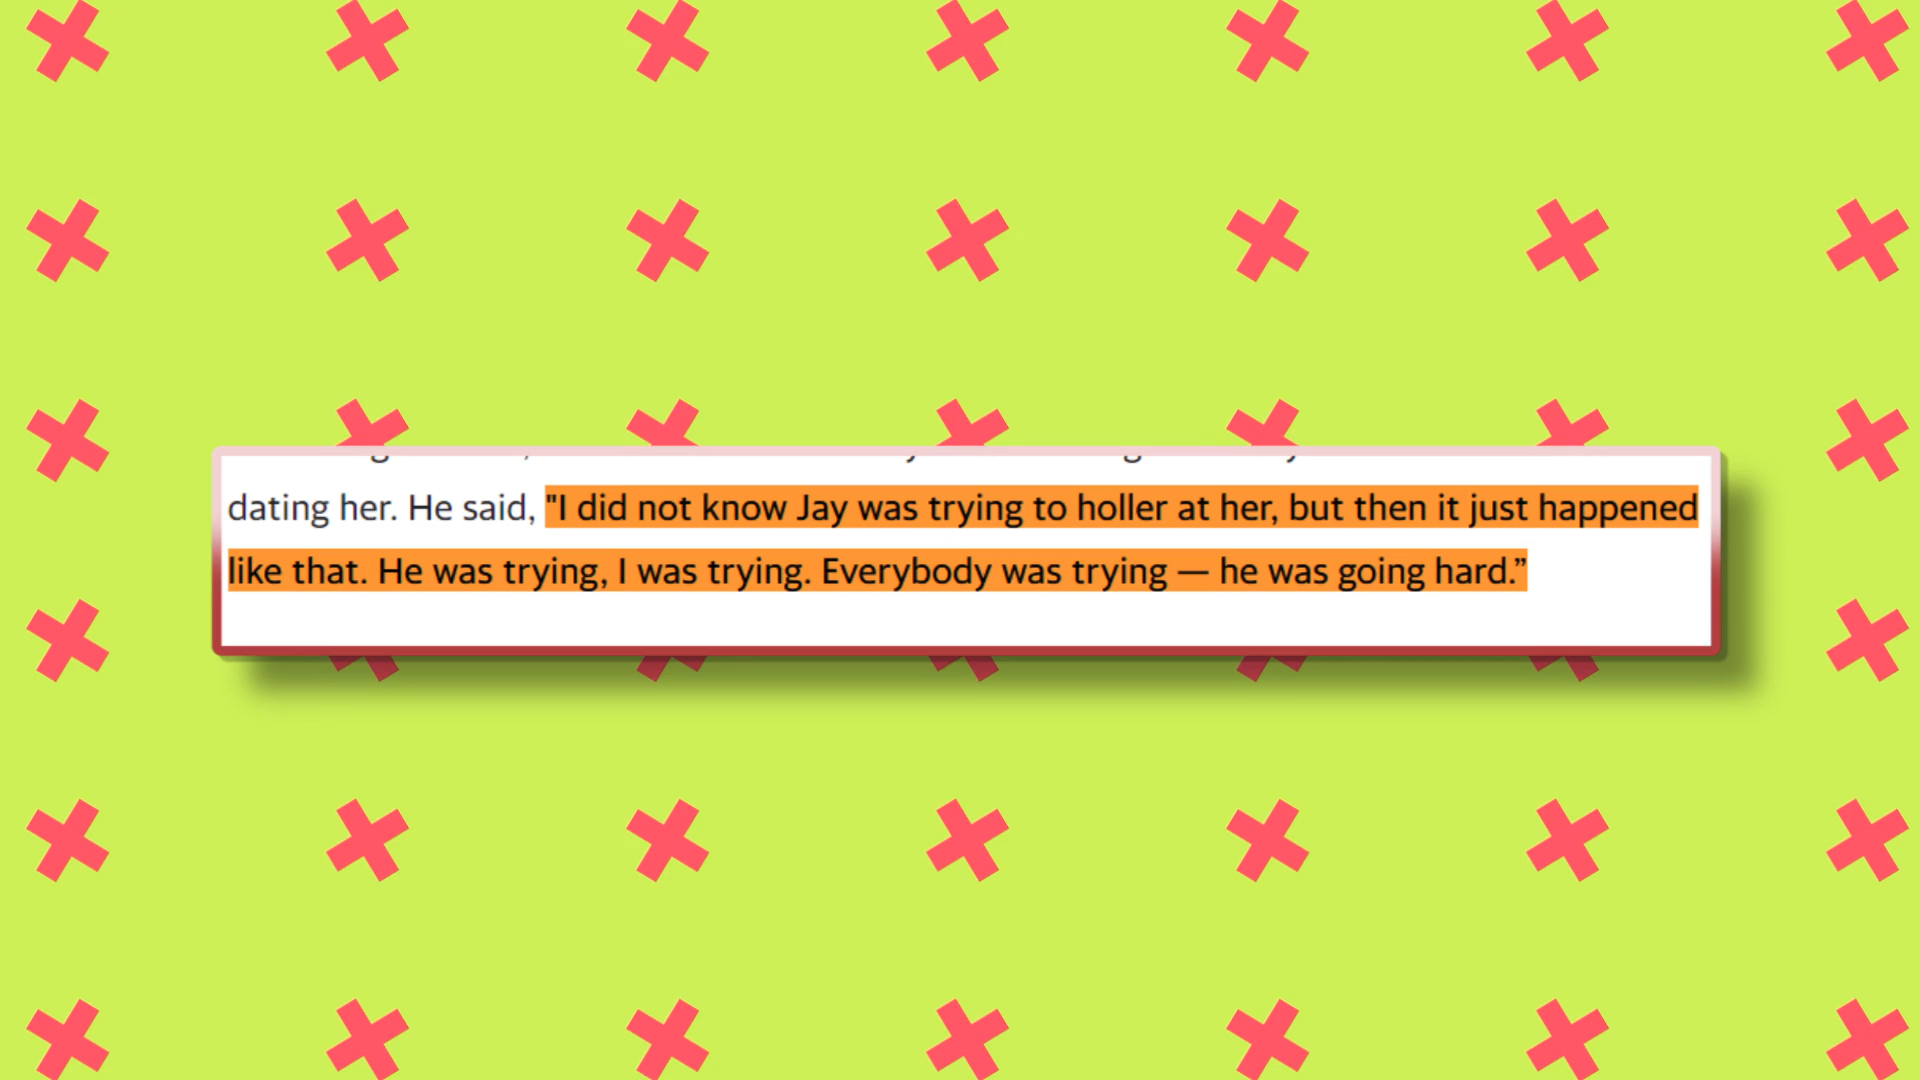 dating her. He said, "I did not know Jay was trying to holler at her, but then it just happened
like that. He was trying, I was trying. Everybody was trying — he was going hard.”